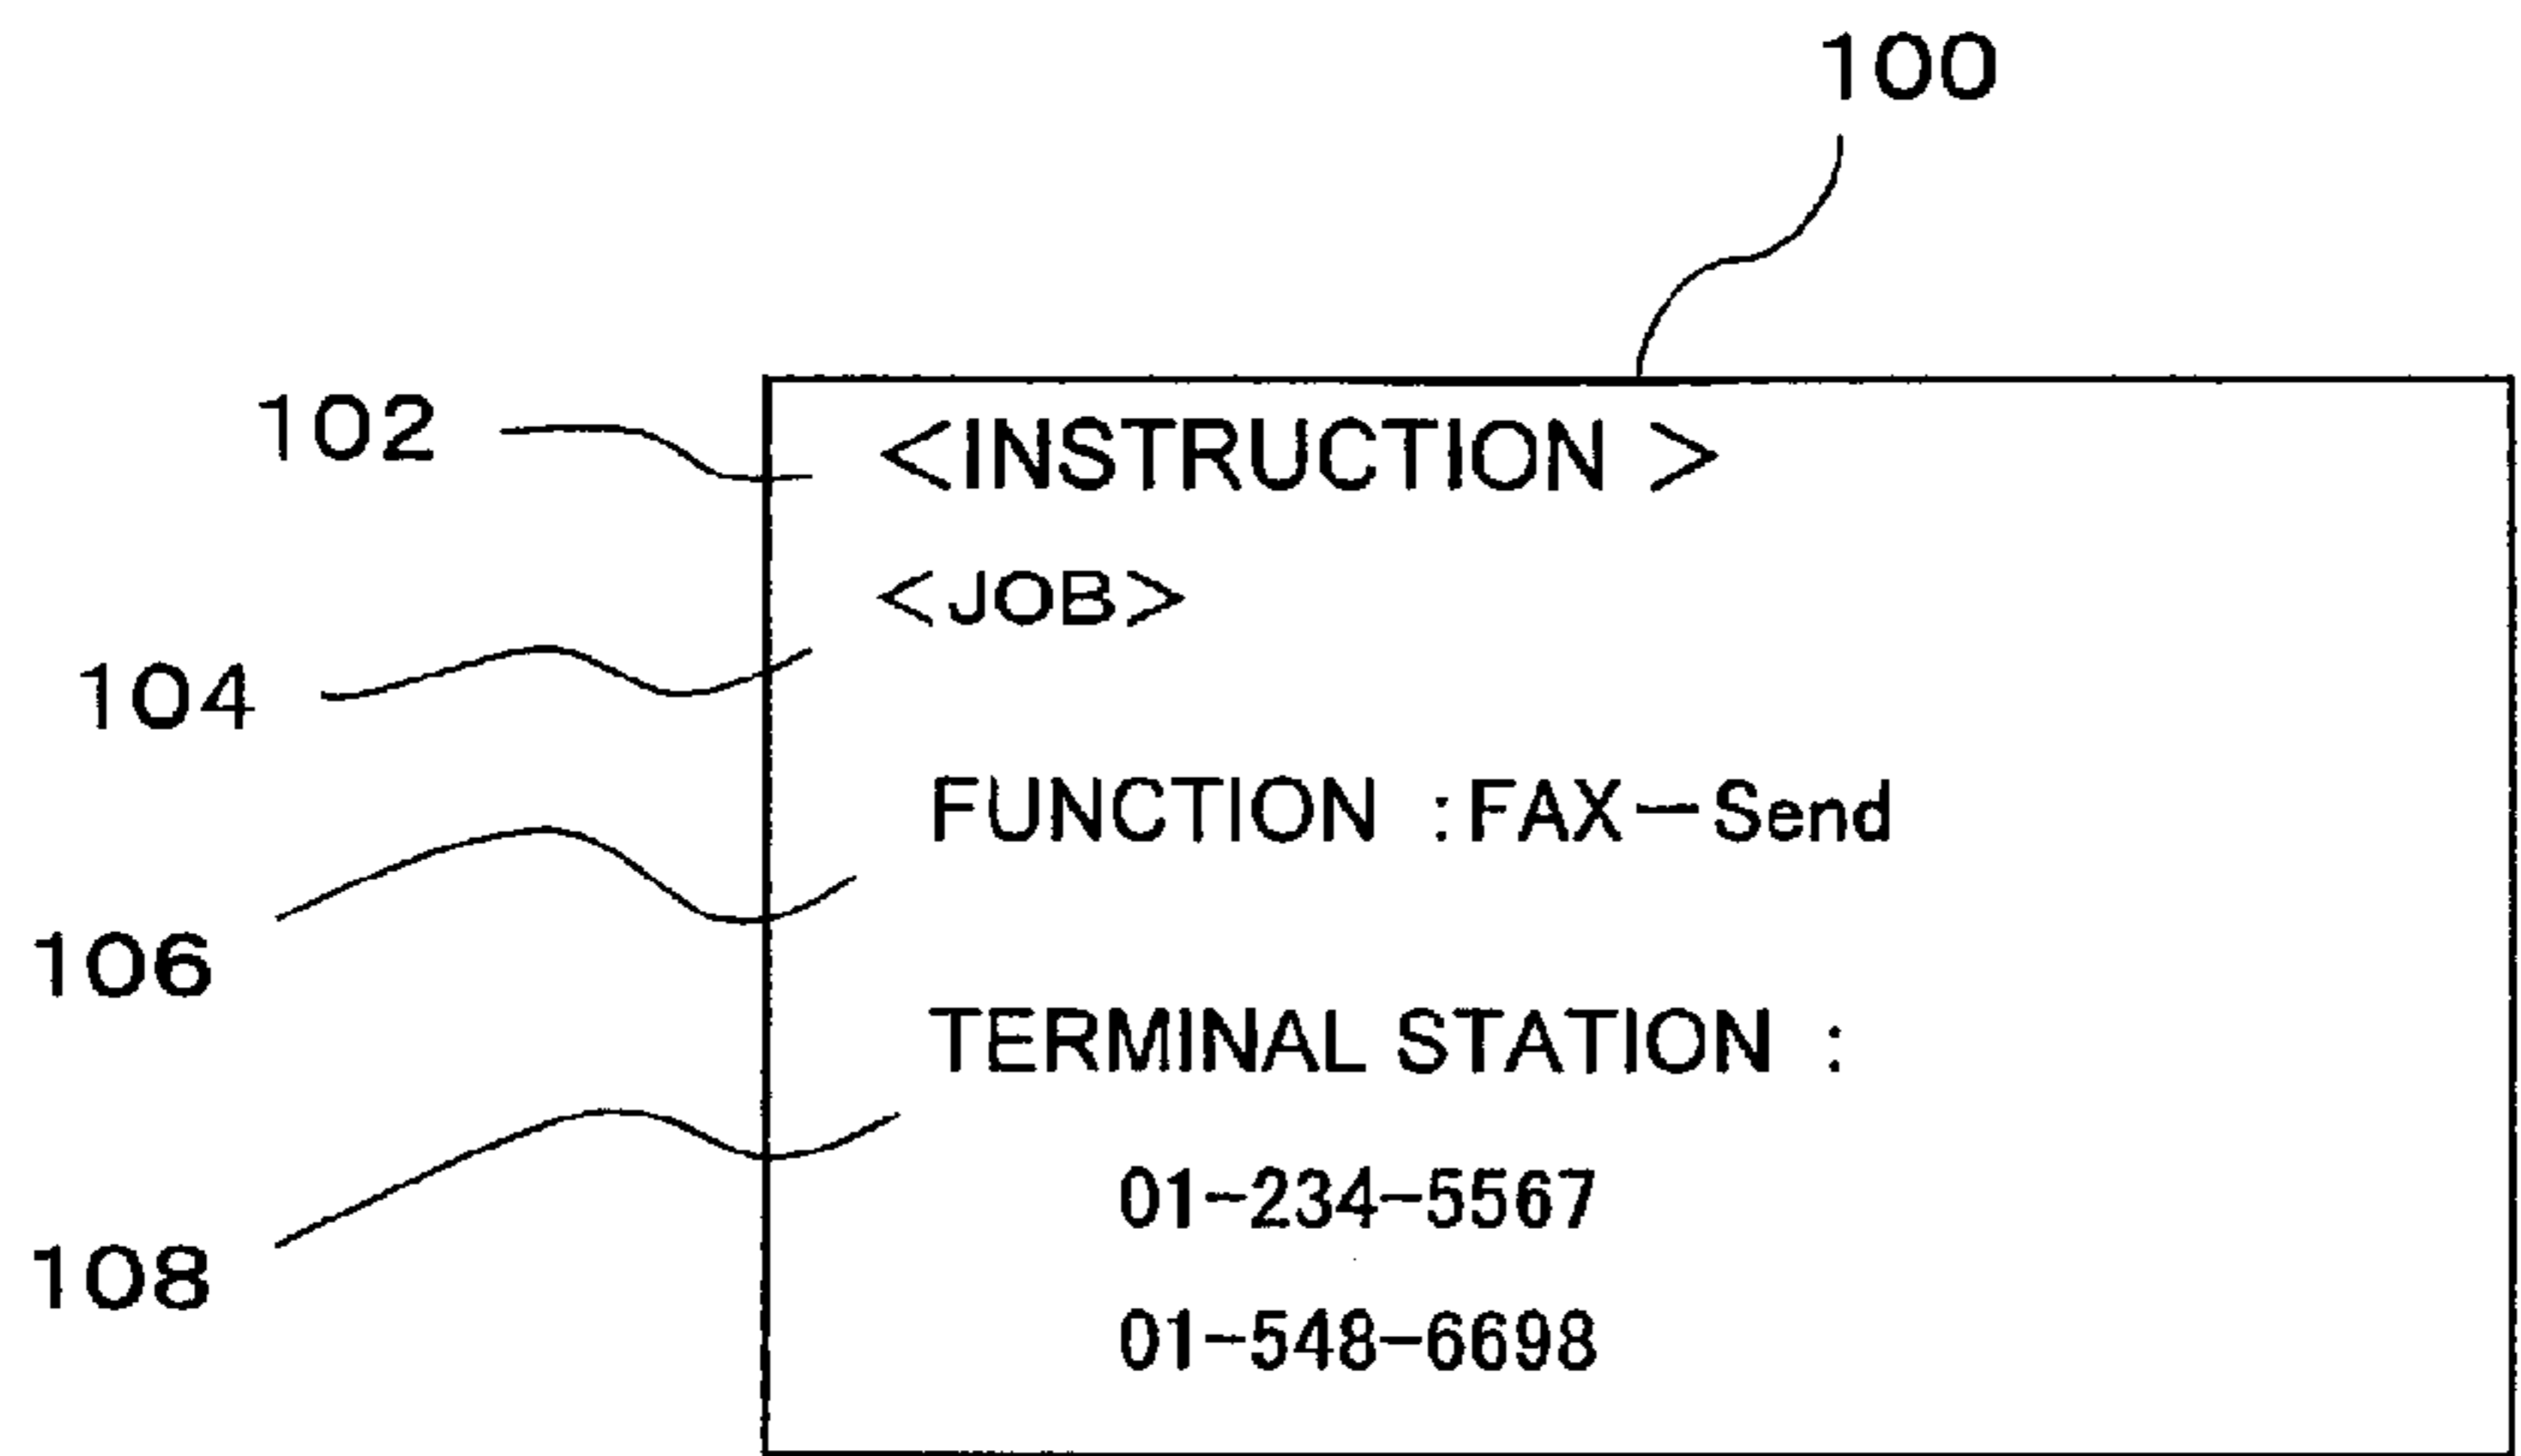 100
102
<INSTRUCTION >
<JOB>
104
FUNCTION :FAX-Send
106
TERMINAL STATION :
108
01-234-5567
01-548-6698